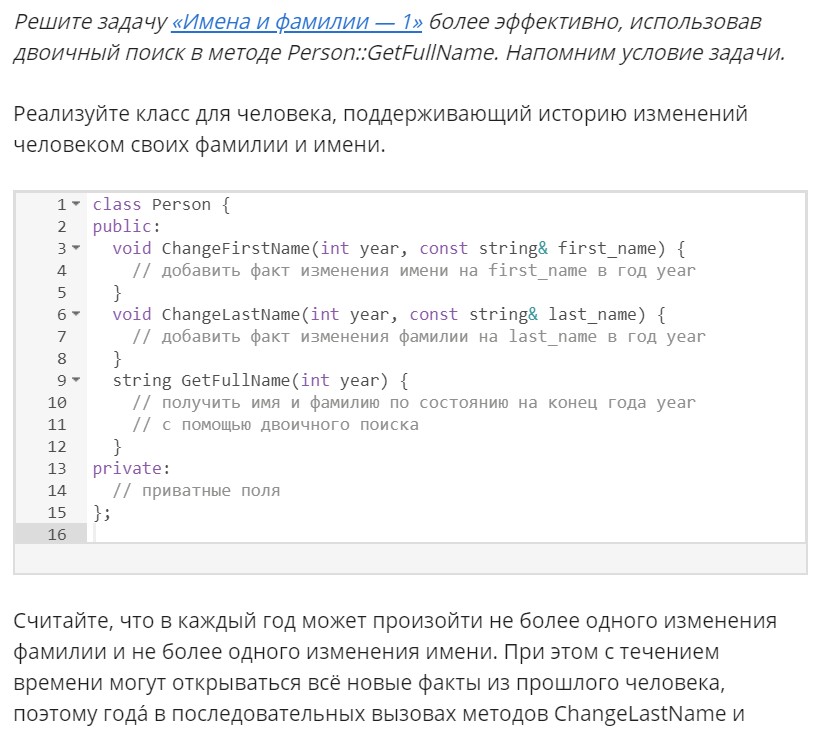 Решите задачу «Имена и фамилии — 1» более эффективно, использовав
двоичный поиск в методе Person::GetFullName. Напомним условие задачи.
Реализуйте класс для человека, поддерживающий историю изменений
человеком своих фамилии и имени.
1 class Person {
2 public:
3   void ChangeFirstName(int year, const string& first_name) {
4     // добавить факт изменения имени на first_name в год year
5   }
6   void ChangeLastName(int year, const string& last_name) {
7     // добавить факт изменения фамилии на last_name в год year
8   }
9   string GetFullName(int year) {
10     // получить имя и фамилию по состоянию на конец года year
11     // с помощью двоичного поиска
12   }
13 private:
14   // приватные поля
15 };
16
Считайте, что в каждый год может произойти не более одного изменения
фамилии и не более одного изменения имени. При этом с течением
времени могут открываться всё новые факты из прошлого человека,
поэтому года́ в последовательных вызовах методов ChangeLastName и